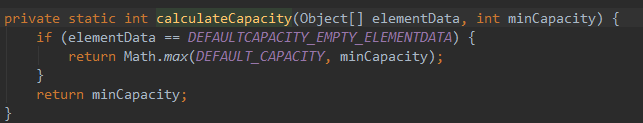 private static int calculateCapacity(Object[] elementData, int minCapacity) {
    if (elementData == DEFAULTCAPACITY_EMPTY_ELEMENTDATA) {
        return Math.max(DEFAULT_CAPACITY, minCapacity);
    }
    return minCapacity;
}